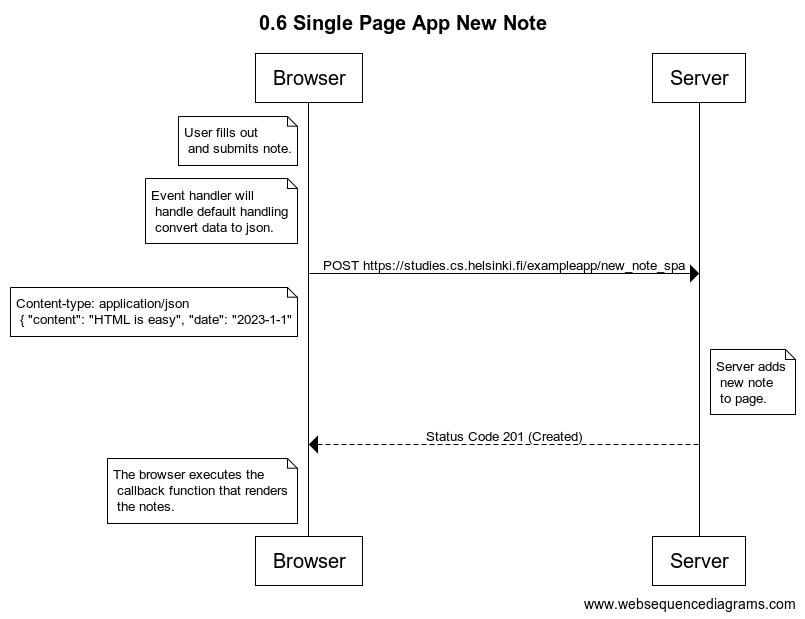 0.6 Single Page App New Note
Browser
Server
User fills out
and submits note.
Event handler will
handle default handling
convert data to json.
POST https://studies.cs.helsinki.fi/exampleapp/new_note_spa
Content-type: application/json
{ "content": "HTML is easy", "date": "2023-1-1"
Server adds
new note
to page.
Status Code 201 (Created)
The browser executes the
callback function that renders
the notes.
Browser
Server
www.websequencediagrams.com